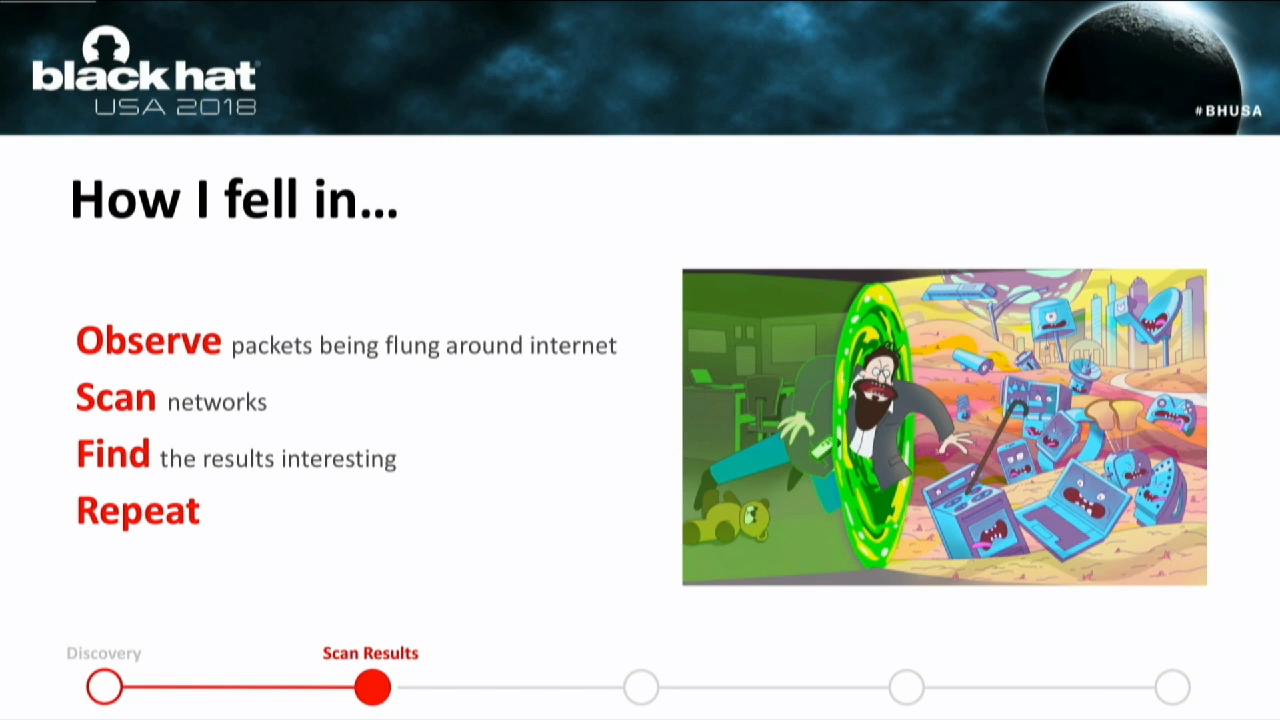 black hat
USA 2018
#BHUSA
How I fell in...
Observe packets being flung around internet
Scan networks
Find the results interesting
Repeat
Discovery
Scan Results